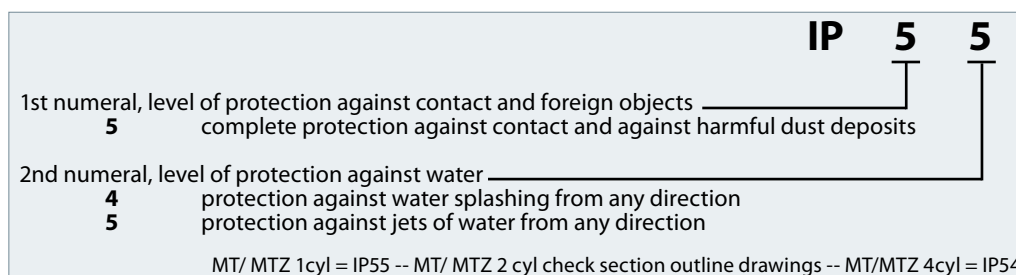 IP 5 5
1st numeral, level of protection against contact and foreign objects
5 complete protection against contact and against harmful dust deposits
2nd numeral, level of protection against water
4 protection against water splashing from any direction
5 protection against jets of water from any direction
MT/ MTZ 1cyl = IP55 -- MT/ MTZ 2 cyl check section outline drawings -- MT/MTZ 4cyl = IP54